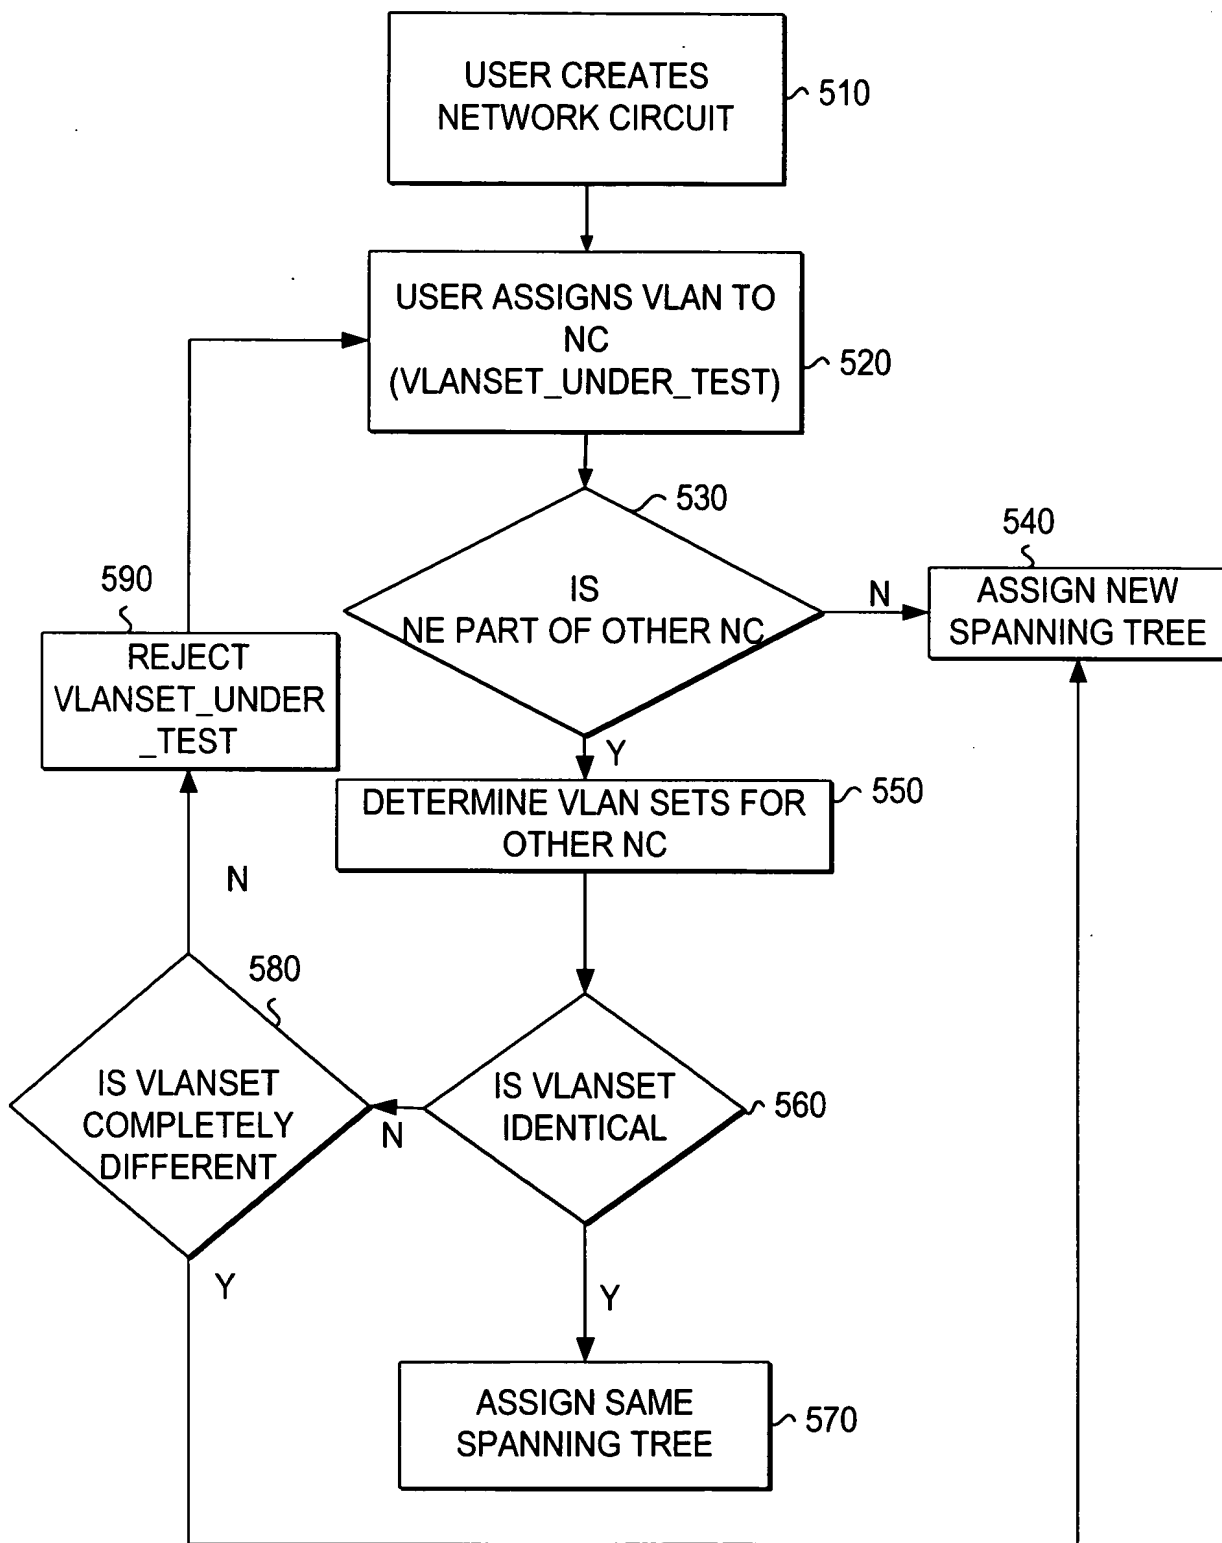 USER CREATES
NETWORK CIRCUIT
510
USER ASSIGNS VLAN TO
NC
(VLANSET_UNDER_TEST)
520
530
IS
NE PART OF OTHER NC
N
540
ASSIGN NEW
SPANNING TREE
590
REJECT
VLANSET_UNDER
_TEST
Y
DETERMINE VLAN SETS FOR
OTHER NC
550
N
580
IS VLANSET
COMPLETELY
DIFFERENT
N
IS VLANSET
IDENTICAL
560
Y
Y
ASSIGN SAME
SPANNING TREE
570